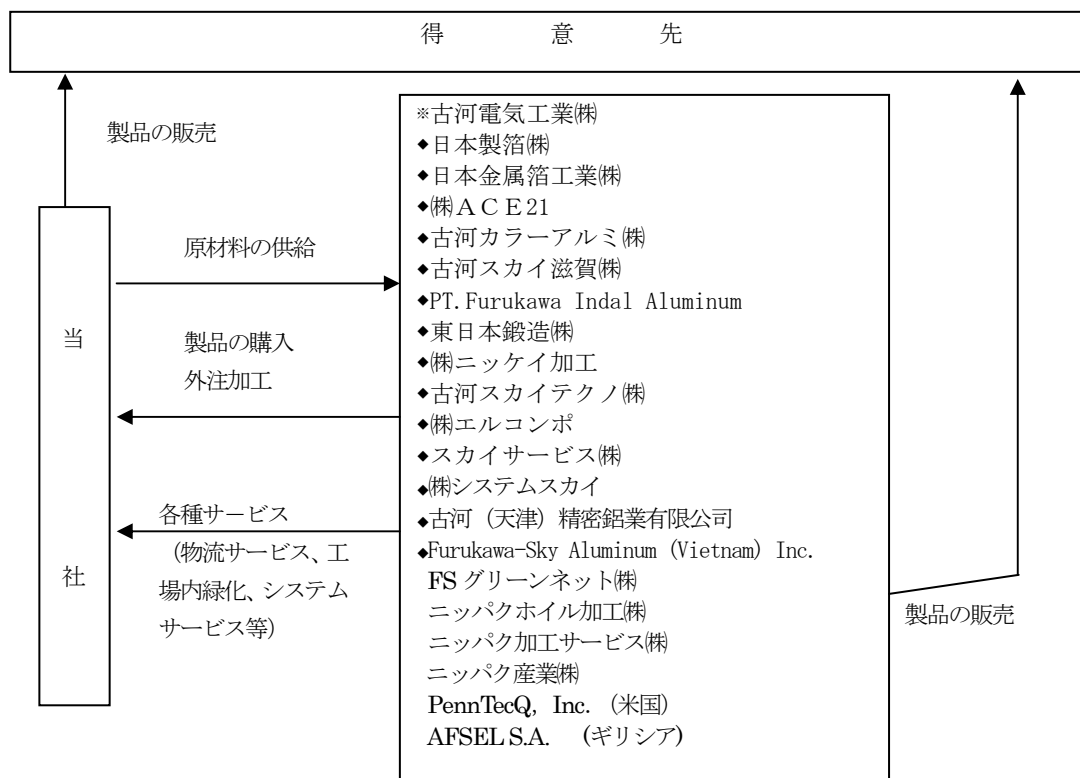 得 意 先
製品の販売
※古河電気工業㈱
◆日本製箔㈱
◆日本金属箔工業㈱
◆㈱ＡＣＥ21
◆古河カラーアルミ㈱
◆古河スカイ滋賀㈱
◆PT.Furukawa Indal Aluminum
◆東日本鍛造㈱
◆㈱ニッケイ加工
◆古河スカイテクノ㈱
◆㈱エルコンポ
◆スカイサービス㈱
◆㈱システムスカイ
◆古河（天津）精密鋁業有限公司
◆Furukawa-Sky Aluminum (Vietnam) Inc.
FS グリーンネット㈱
ニッパクホイル加工㈱
ニッパク加工サービス㈱
ニッパク産業㈱
PennTecQ, Inc. （米国）
AFSEL S.A. （ギリシア）
当
社
原材料の供給
製品の購入
外注加工
各種サービス
（物流サービス、工
場内緑化、システム
サービス等）
製品の販売